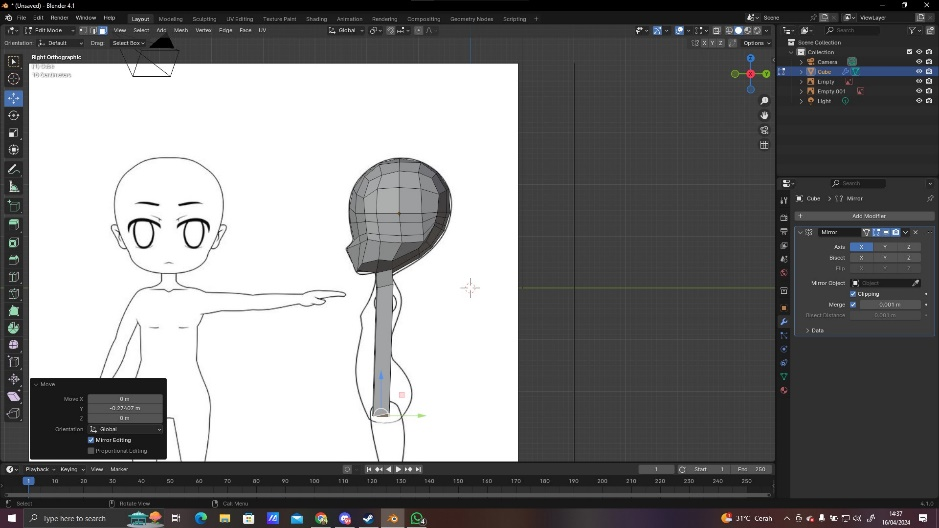 * (Unsaved) - Blender 4.1
File Edit Render Window Help Layout Modeling Sculpting UV Editing Texture Paint Shading Animation Rendering Compositing Geometry Nodes Scripting + Scene ViewLayer
Edit Mode View Select Add Mesh Vertex Edge Face UV Global
Orientation: Default Drag: Select Box X Y Z Options
Right Orthographic
(1) Cube
10 Centimeters
Z
X
Y
Move
Move X 0 m
Y -0.27407 m
Z 0 m
Orientation Global
Mirror Editing
Proportional Editing
Scene Collection
Collection
Camera
Cube
Empty
Empty.001
Light
Search
Cube > Mirror
Add Modifier
Mirror
Axis X Y Z
Bisect X Y Z
Flip X Y Z
Mirror Object Object
Clipping
Merge 0.001 m
Bisect Distance 0.001 m
Data
Playback Keying View Marker 1 Start 1 End 250
1 10 20 30 40 50 60 70 80 90 100 110 120 130 140 150 160 170 180 190 200 210 220 230 240 250
Select Rotate View Call Menu 4.1.0
Type here to search 4 31°C Cerah 14:37
16/04/2024